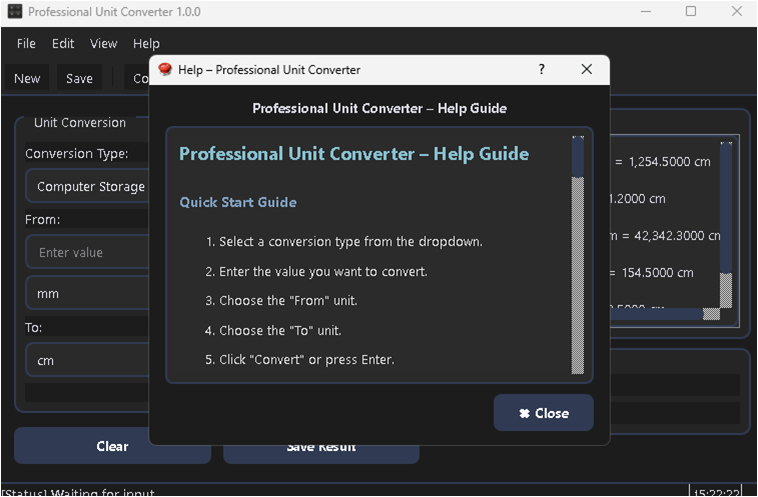 Professional Unit Converter 1.0.0
File Edit View Help
New Save Co
Help – Professional Unit Converter ?
Professional Unit Converter – Help Guide
Professional Unit Converter – Help Guide
Quick Start Guide
1. Select a conversion type from the dropdown.
2. Enter the value you want to convert.
3. Choose the "From" unit.
4. Choose the "To" unit.
5. Click "Convert" or press Enter.
✖ Close
Unit Conversion
Conversion Type:
Computer Storage
From:
Enter value
mm
To:
cm
= 1,254.5000 cm
1.2000 cm
m = 42,342.3000 cm
= 154.5000 cm
Clear
Save Result
[Status] Waiting for input
15:22:22